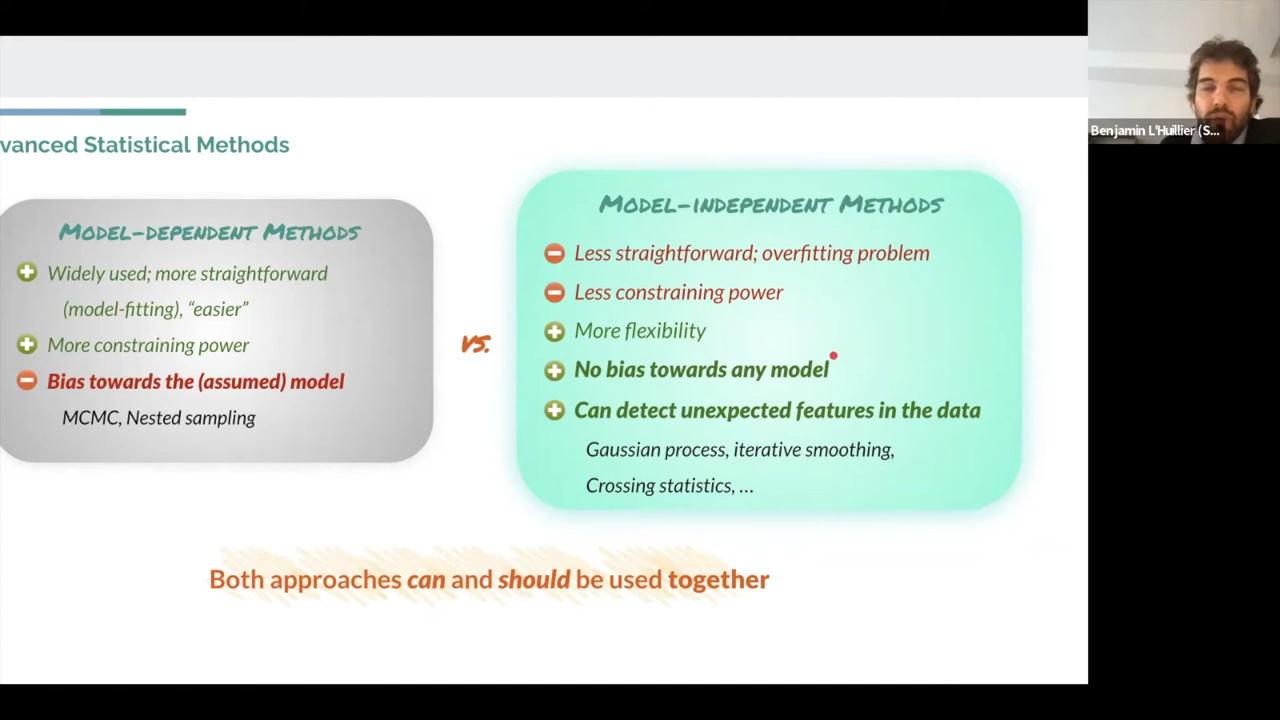 vanced Statistical Methods
Model-dependent Methods
Widely used; more straightforward
(model-fitting), “easier”
More constraining power
Bias towards the (assumed) model
MCMC, Nested sampling
vs.
Model-independent Methods
Less straightforward; overfitting problem
Less constraining power
More flexibility
No bias towards any model
Can detect unexpected features in the data
Gaussian process, iterative smoothing,
Crossing statistics, ...
Both approaches can and should be used together
Benjamin L'Huillier (S...